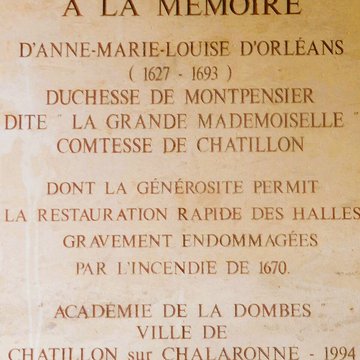 A LA MÉMOIRE
D'ANNE-MARIE-LOUISE D'ORLÉANS
( 1627 - 1693 )
DUCHESSE DE MONTPENSIER
DITE " LA GRANDE MADEMOISELLE "
COMTESSE DE CHATILLON
DONT LA GÉNÉROSITE PERMIT
LA RESTAURATION RAPIDE DES HALLES
GRAVEMENT ENDOMMAGÉES
PAR L'INCENDIE DE 1670.
"ACADÉMIE DE LA DOMBES "
VILLE DE
CHATILLON sur CHALARONNE - 1994